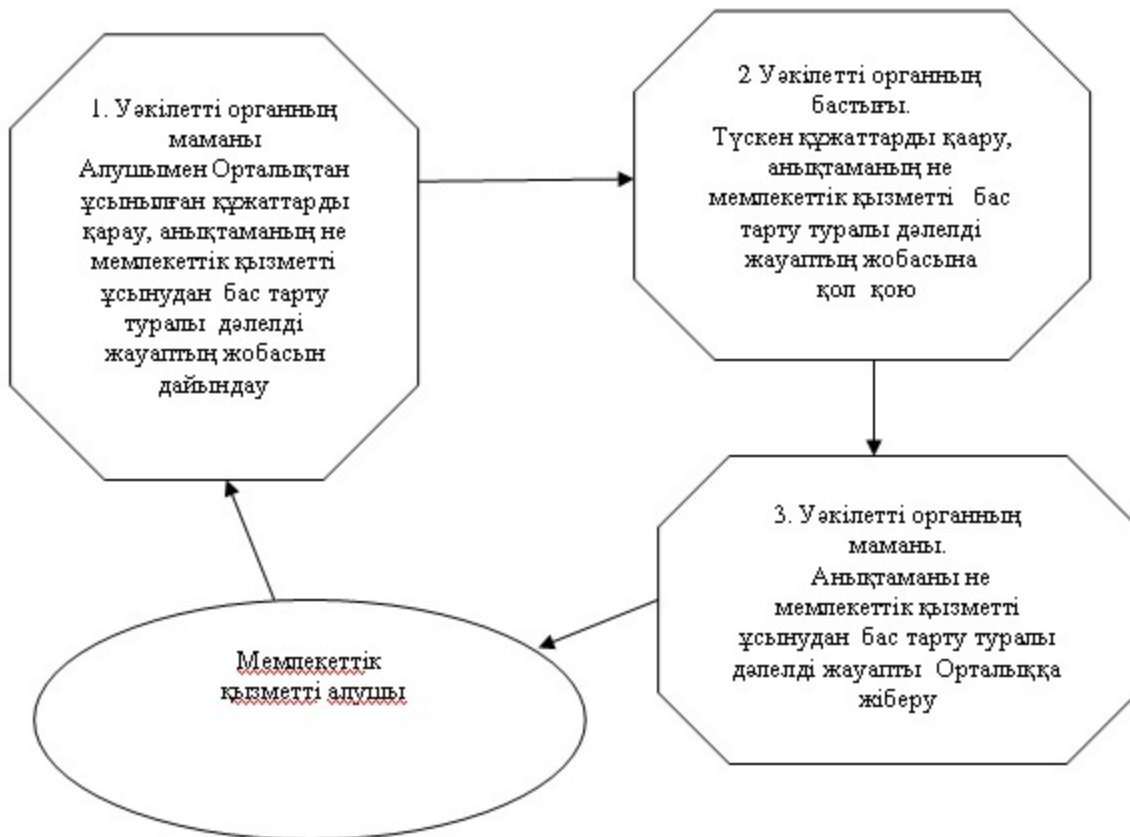 1. Уәкілетті органның
маманы
Алушымен Орталықтан
ұсынылған құжаттарды
қарау, анықтаманың не
мемлекеттік қызметті
ұсынудан бас тарту
туралы дәлелді
жауаптың жобасын
дайындау
2 Уәкілетті органның
бастығы.
Түскен құжаттарды қаару,
анықтаманың не
мемлекеттік қызметті бас
тарту туралы дәлелді
жауаптың жобасына
қол қою
3. Уәкілетті органның
маманы.
Анықтаманы не
мемлекеттік қызметті
ұсынудан бас тарту туралы
дәлелді жауапты Орталыққа
жіберу
Мемлекеттік
қызметті алушы